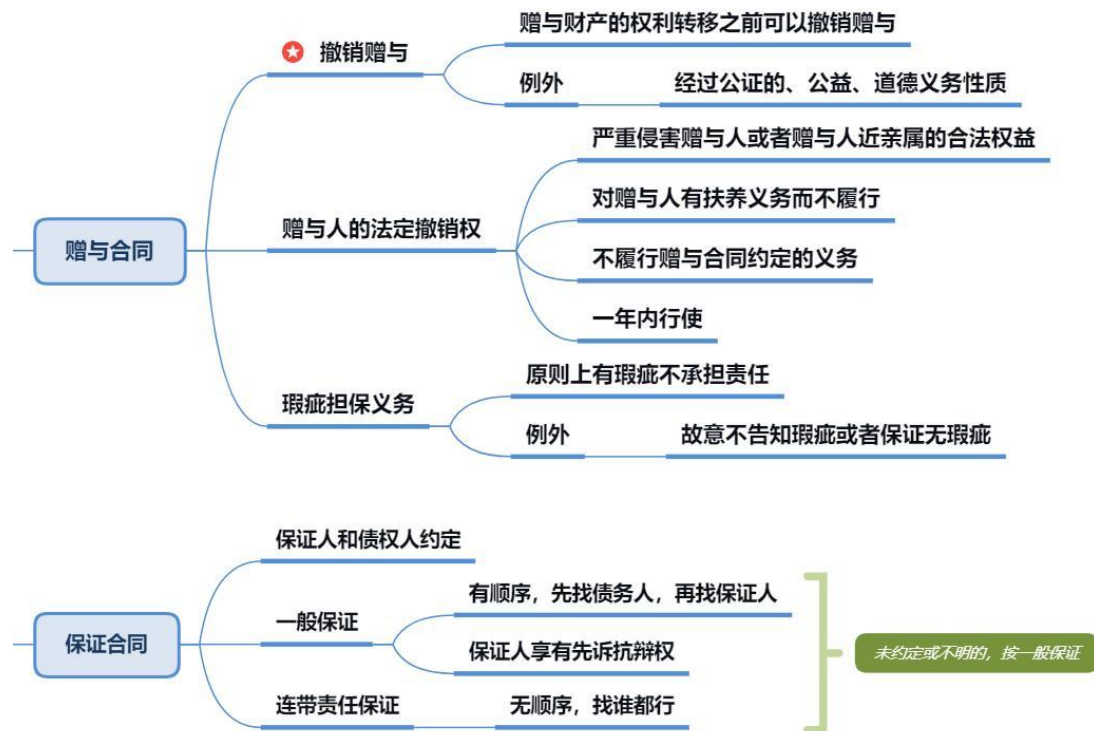 撤销赠与
赠与财产的权利转移之前可以撤销赠与
例外
经过公证的、公益、道德义务性质
赠与合同
赠与人的法定撤销权
严重侵害赠与人或者赠与人近亲属的合法权益
对赠与人有扶养义务而不履行
不履行赠与合同约定的义务
一年内行使
瑕疵担保义务
原则上有瑕疵不承担责任
例外
故意不告知瑕疵或者保证无瑕疵
保证合同
保证人和债权人约定
一般保证
有顺序，先找债务人，再找保证人
保证人享有先诉抗辩权
连带责任保证
无顺序，找谁都行
未约定或不明的，按一般保证